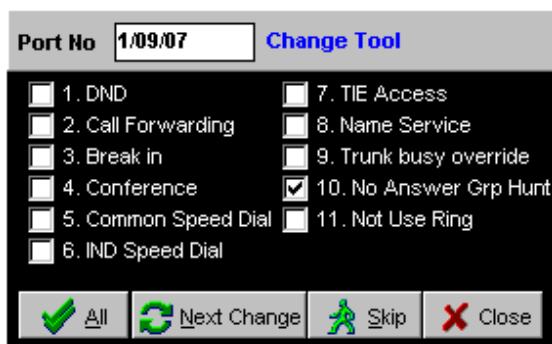 Port No 1/09/07 Change Tool
1. DND
2. Call Forwarding
3. Break in
4. Conference
5. Common Speed Dial
6. IND Speed Dial
7. TIE Access
8. Name Service
9. Trunk busy override
10. No Answer Grp Hunt
11. Not Use Ring
All Next Change Skip Close